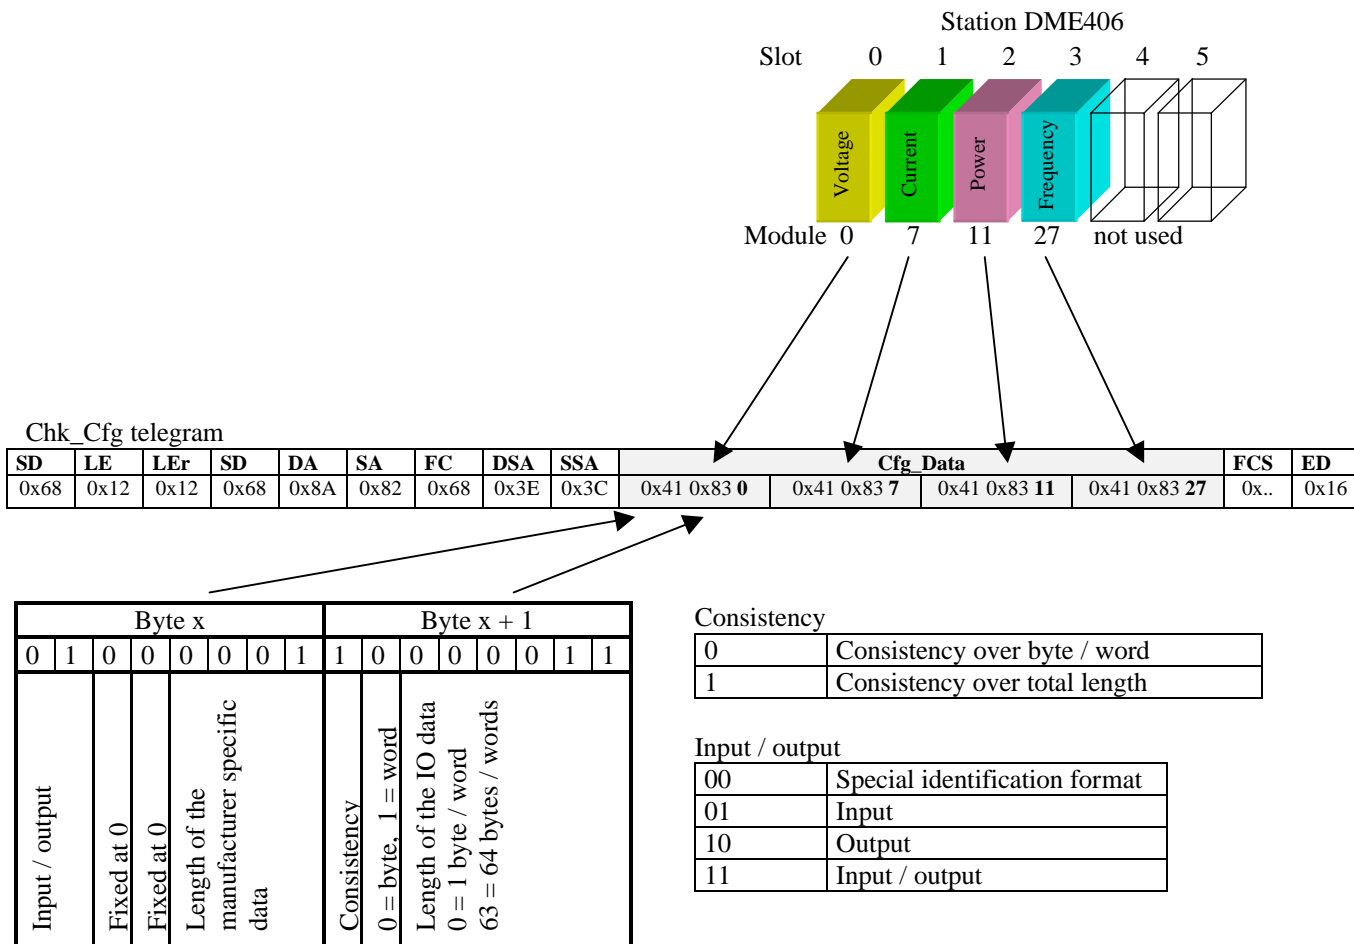 Station DME406
Slot 0 1 2 3 4 5
Voltage
Current
Power
Frequency
Module 0 7 11 27 not used
Chk_Cfg telegram
SD LE LEr SD DA SA FC DSA SSA Cfg_Data FCS ED
0x68 0x12 0x12 0x68 0x8A 0x82 0x68 0x3E 0x3C 0x41 0x83 0 0x41 0x83 7 0x41 0x83 11 0x41 0x83 27 0x.. 0x16
Byte x Byte x + 1
0 1 0 0 0 0 0 1 1 0 0 0 0 0 1 1
Input / output
Fixed at 0
Fixed at 0
Length of the
manufacturer specific
data
Consistency
0 = byte, 1 = word
Length of the IO data
0 = 1 byte / word
63 = 64 bytes / words
Consistency
0 Consistency over byte / word
1 Consistency over total length
Input / output
00 Special identification format
01 Input
10 Output
11 Input / output